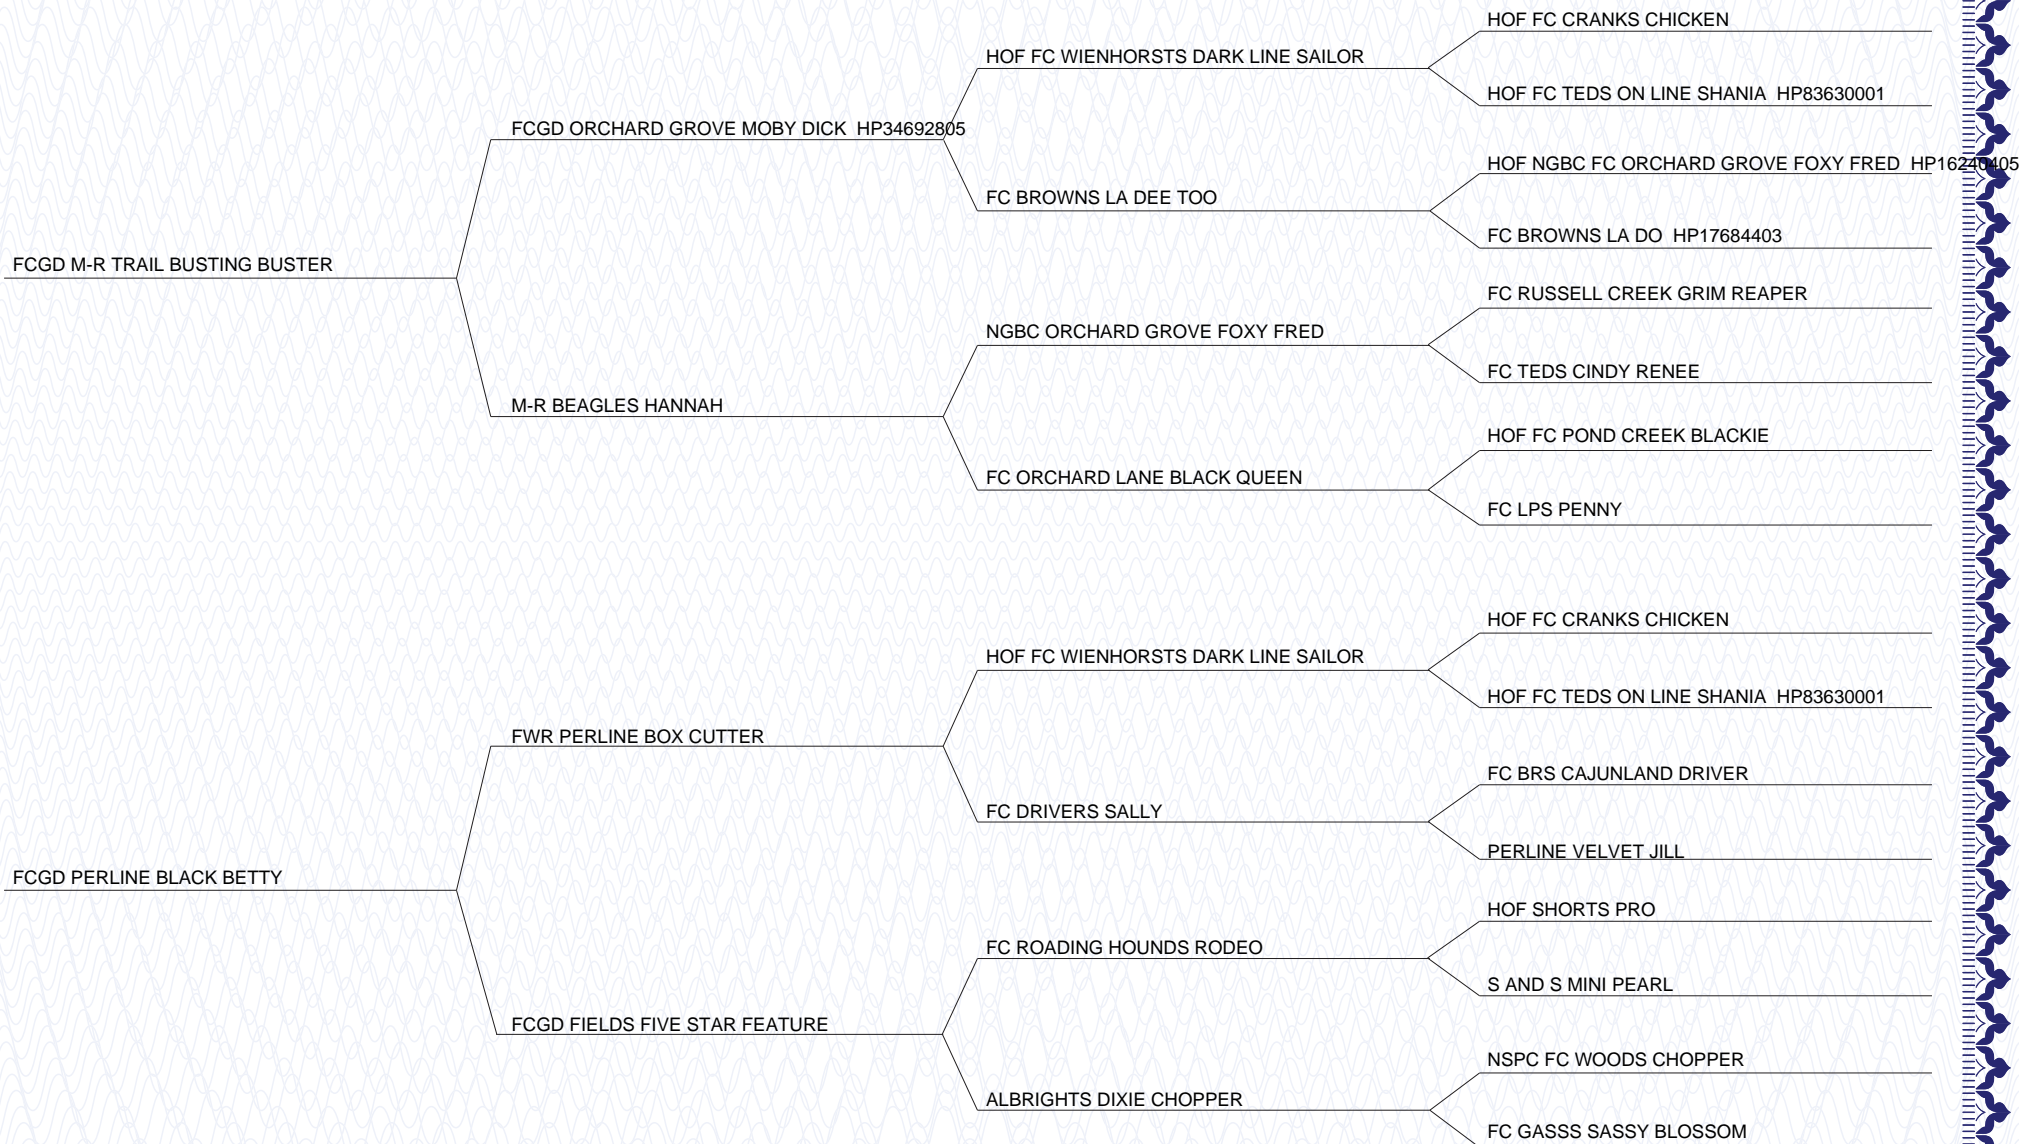 HOF FC CRANKS CHICKEN
HOF FC WIENHORSTS DARK LINE SAILOR
HOF FC TEDS ON LINE SHANIA HP83630001
FCGD ORCHARD GROVE MOBY DICK HP34692805
HOF NGBC FC ORCHARD GROVE FOXY FRED HP16240405
FC BROWNS LA DEE TOO
FC BROWNS LA DO HP17684403
FCGD M-R TRAIL BUSTING BUSTER
FC RUSSELL CREEK GRIM REAPER
NGBC ORCHARD GROVE FOXY FRED
FC TEDS CINDY RENEE
M-R BEAGLES HANNAH
HOF FC POND CREEK BLACKIE
FC ORCHARD LANE BLACK QUEEN
FC LPS PENNY
HOF FC CRANKS CHICKEN
HOF FC WIENHORSTS DARK LINE SAILOR
HOF FC TEDS ON LINE SHANIA HP83630001
FWR PERLINE BOX CUTTER
FC BRS CAJUNLAND DRIVER
FC DRIVERS SALLY
PERLINE VELVET JILL
FCGD PERLINE BLACK BETTY
HOF SHORTS PRO
FC ROADING HOUNDS RODEO
S AND S MINI PEARL
FCGD FIELDS FIVE STAR FEATURE
NSPC FC WOODS CHOPPER
ALBRIGHTS DIXIE CHOPPER
FC GASSS SASSY BLOSSOM